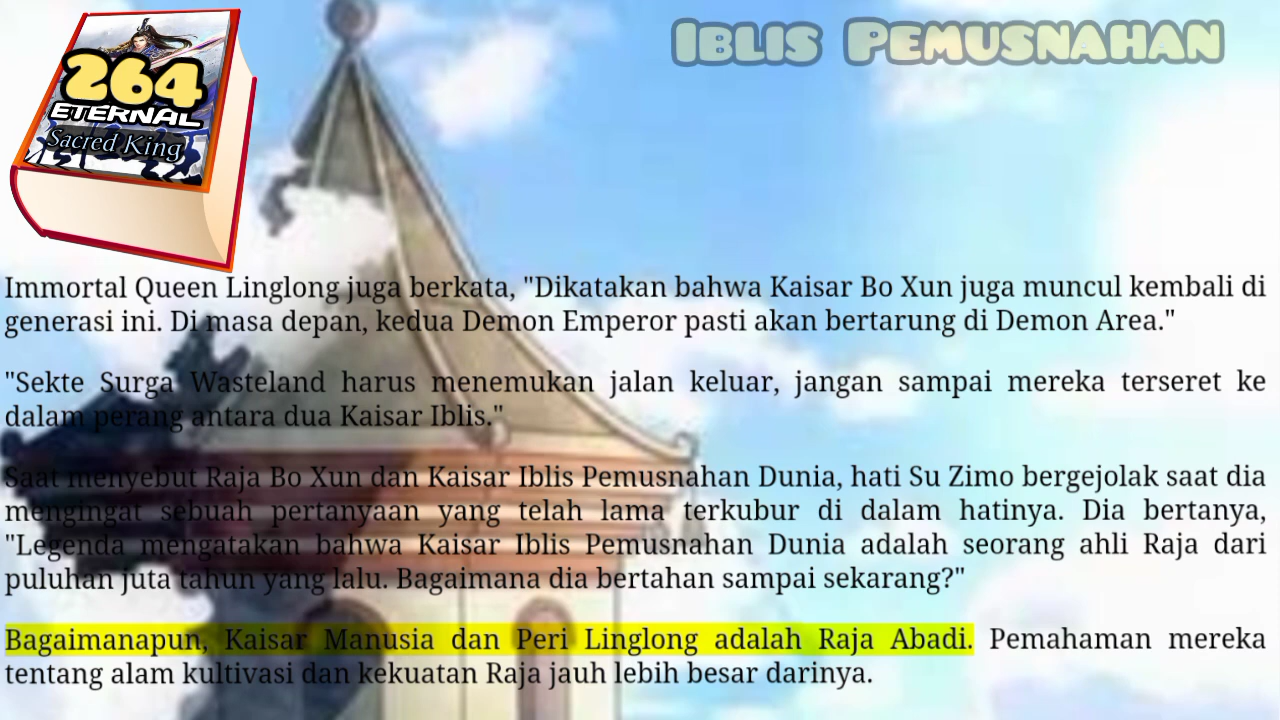 Iblis Pemusnahan
264
ETERNAL
Sacred King
Immortal Queen Linglong juga berkata, "Dikatakan bahwa Kaisar Bo Xun juga muncul kembali di
generasi ini. Di masa depan, kedua Demon Emperor pasti akan bertarung di Demon Area."
"Sekte Surga Wasteland harus menemukan jalan keluar, jangan sampai mereka terseret ke
dalam perang antara dua Kaisar Iblis."
Saat menyebut Raja Bo Xun dan Kaisar Iblis Pemusnahan Dunia, hati Su Zimo bergejolak saat dia
mengingat sebuah pertanyaan yang telah lama terkubur di dalam hatinya. Dia bertanya,
"Legenda mengatakan bahwa Kaisar Iblis Pemusnahan Dunia adalah seorang ahli Raja dari
puluhan juta tahun yang lalu. Bagaimana dia bertahan sampai sekarang?"
Bagaimanapun, Kaisar Manusia dan Peri Linglong adalah Raja Abadi. Pemahaman mereka
tentang alam kultivasi dan kekuatan Raja jauh lebih besar darinya.